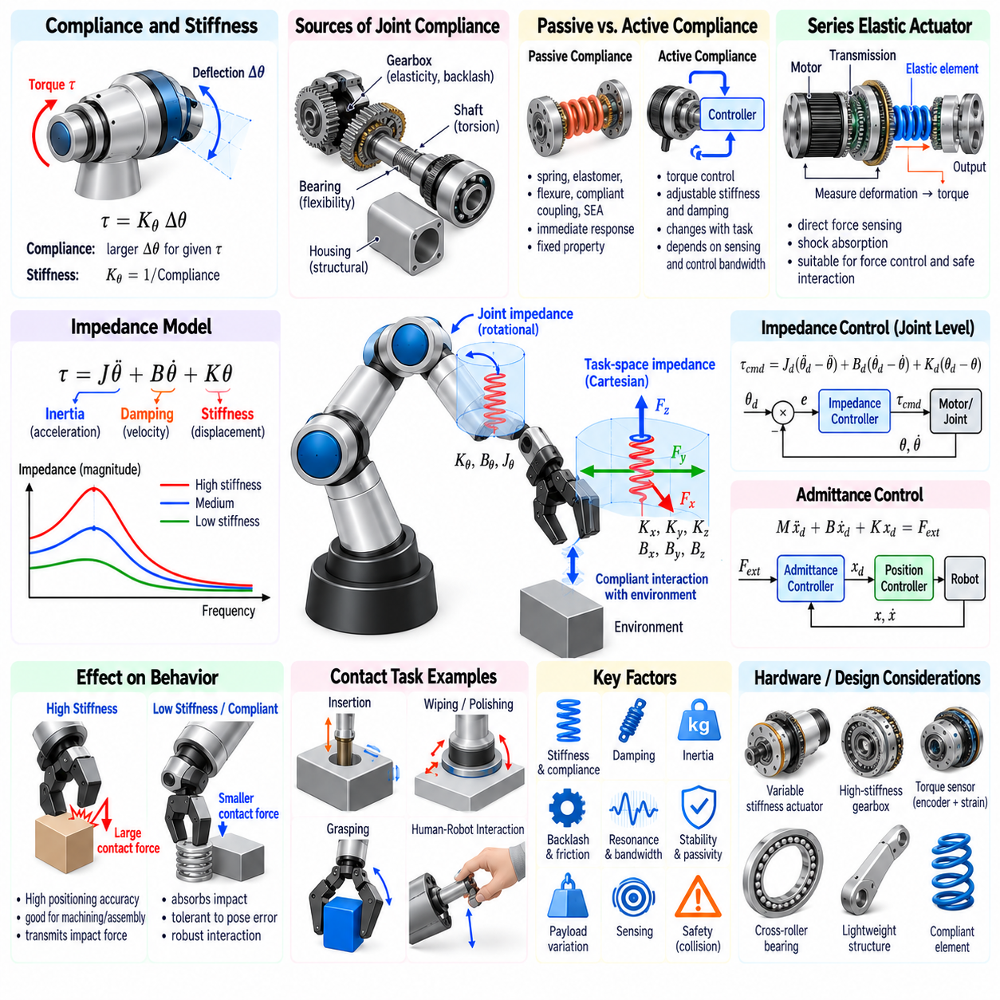 Compliance and Stiffness
Torque τ
Deflection Δθ
τ = K_θ Δθ
Compliance: larger Δθ for given τ
Stiffness: K_θ = 1/Compliance
Sources of Joint Compliance
Gearbox
(elasticity, backlash)
Shaft
(torsion)
Bearing
(flexibility)
Housing
(structural)
Passive vs. Active Compliance
Passive Compliance
• spring, elastomer,
• flexure, compliant
coupling, SEA
• immediate response
• fixed property
Active Compliance
Controller
• torque control
• adjustable stiffness
and damping
• changes with task
• depends on sensing
and control bandwidth
Series Elastic Actuator
Motor
Transmission
Elastic element
Output
Measure deformation → torque
• direct force sensing
• shock absorption
• suitable for force control and safe
interaction
Impedance Model
τ = Jθ̈ + Bθ̇ + Kθ
Inertia
(acceleration)
Damping
(velocity)
Stiffness
(displacement)
Impedance (magnitude)
High stiffness
Medium
Low stiffness
Frequency
Joint impedance
(rotational)
K_θ, B_θ, J_θ
Task-space impedance
(Cartesian)
F_z
F_y
F_x
K_x, K_y, K_z
B_x, B_y, B_z
Compliant interaction
with environment
Environment
Impedance Control (Joint Level)
τ_cmd = J_d(θ̈_d − θ̈) + B_d(θ̇_d − θ̇) + K_d(θ_d − θ)
θ_d
×
−
e
Impedance
Controller
τ_cmd
Motor/
Joint
θ, θ̇
Admittance Control
Mẍ_d + Bẋ_d + Kx_d = F_ext
F_ext
Admittance
Controller
x_d
Position
Controller
Robot
x, ẋ
Effect on Behavior
High Stiffness
Large
contact force
• High positioning accuracy
• good for machining/assembly
• transmits impact force
Low Stiffness / Compliant
Smaller
contact force
• absorbs impact
• tolerant to pose error
• robust interaction
Contact Task Examples
Insertion
Wiping / Polishing
Grasping
Human-Robot Interaction
Key Factors
Stiffness
& compliance
Damping
kg
Inertia
Backlash
& friction
Resonance
& bandwidth
Stability
& passivity
Payload
variation
Sensing
Safety
(collision)
Hardware / Design Considerations
Variable
stiffness actuator
High-stiffness
gearbox
Torque sensor
(encoder + strain)
Cross-roller
bearing
Lightweight
structure
Compliant
element